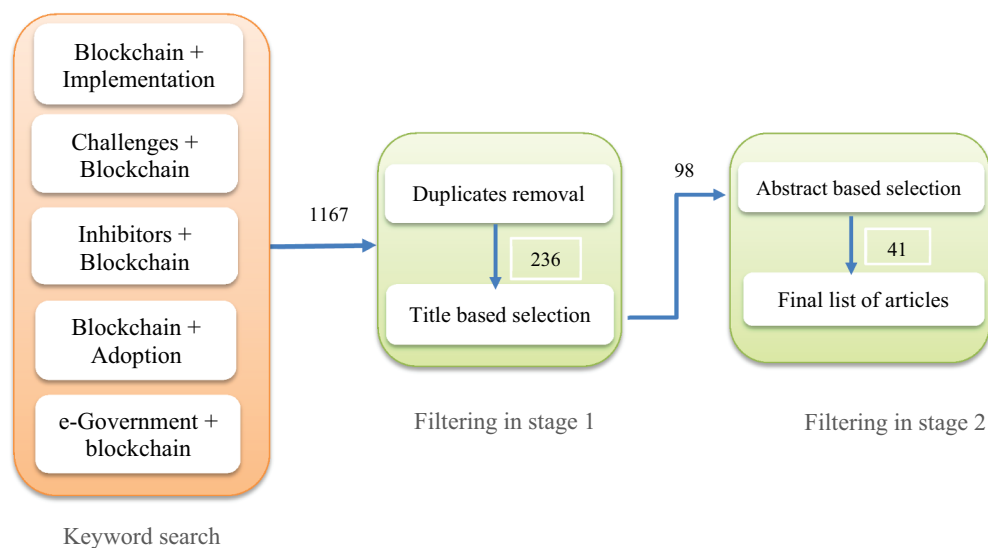 Blockchain +
Implementation
Challenges +
Blockchain
Inhibitors +
Blockchain
Blockchain +
Adoption
e-Government +
blockchain
Keyword search
1167
Duplicates removal
236
Title based selection
Filtering in stage 1
98
Abstract based selection
41
Final list of articles
Filtering in stage 2